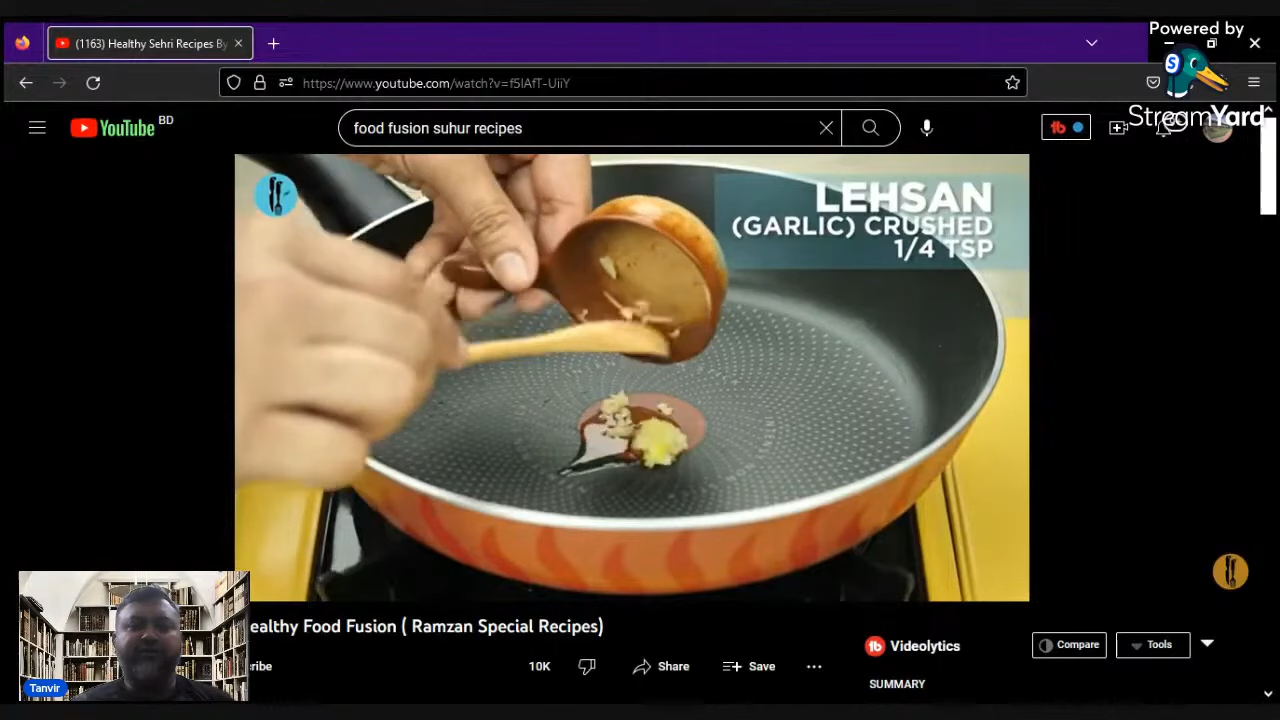 Powered by
StreamYard
(1163) Healthy Sehri Recipes By
https://www.youtube.com/watch?v=f5lAfT-UiiY
YouTube BD
food fusion suhur recipes
LEHSAN
(GARLIC) CRUSHED
1/4 TSP
ealthy Food Fusion ( Ramzan Special Recipes)
Videolytics
Compare
Tools
ribe
10K
Share
Save
SUMMARY
Tanvir